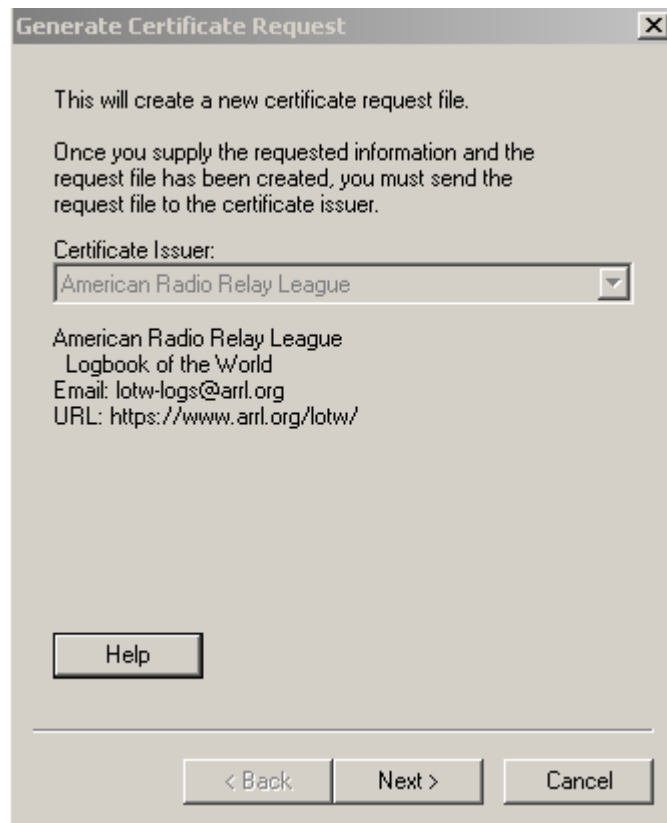 Generate Certificate Request
This will create a new certificate request file.
Once you supply the requested information and the
request file has been created, you must send the
request file to the certificate issuer.
Certificate Issuer:
American Radio Relay League
American Radio Relay League
Logbook of the World
Email: lotw-logs@arrl.org
URL: https://www.arrl.org/lotw/
Help
< Back Next > Cancel